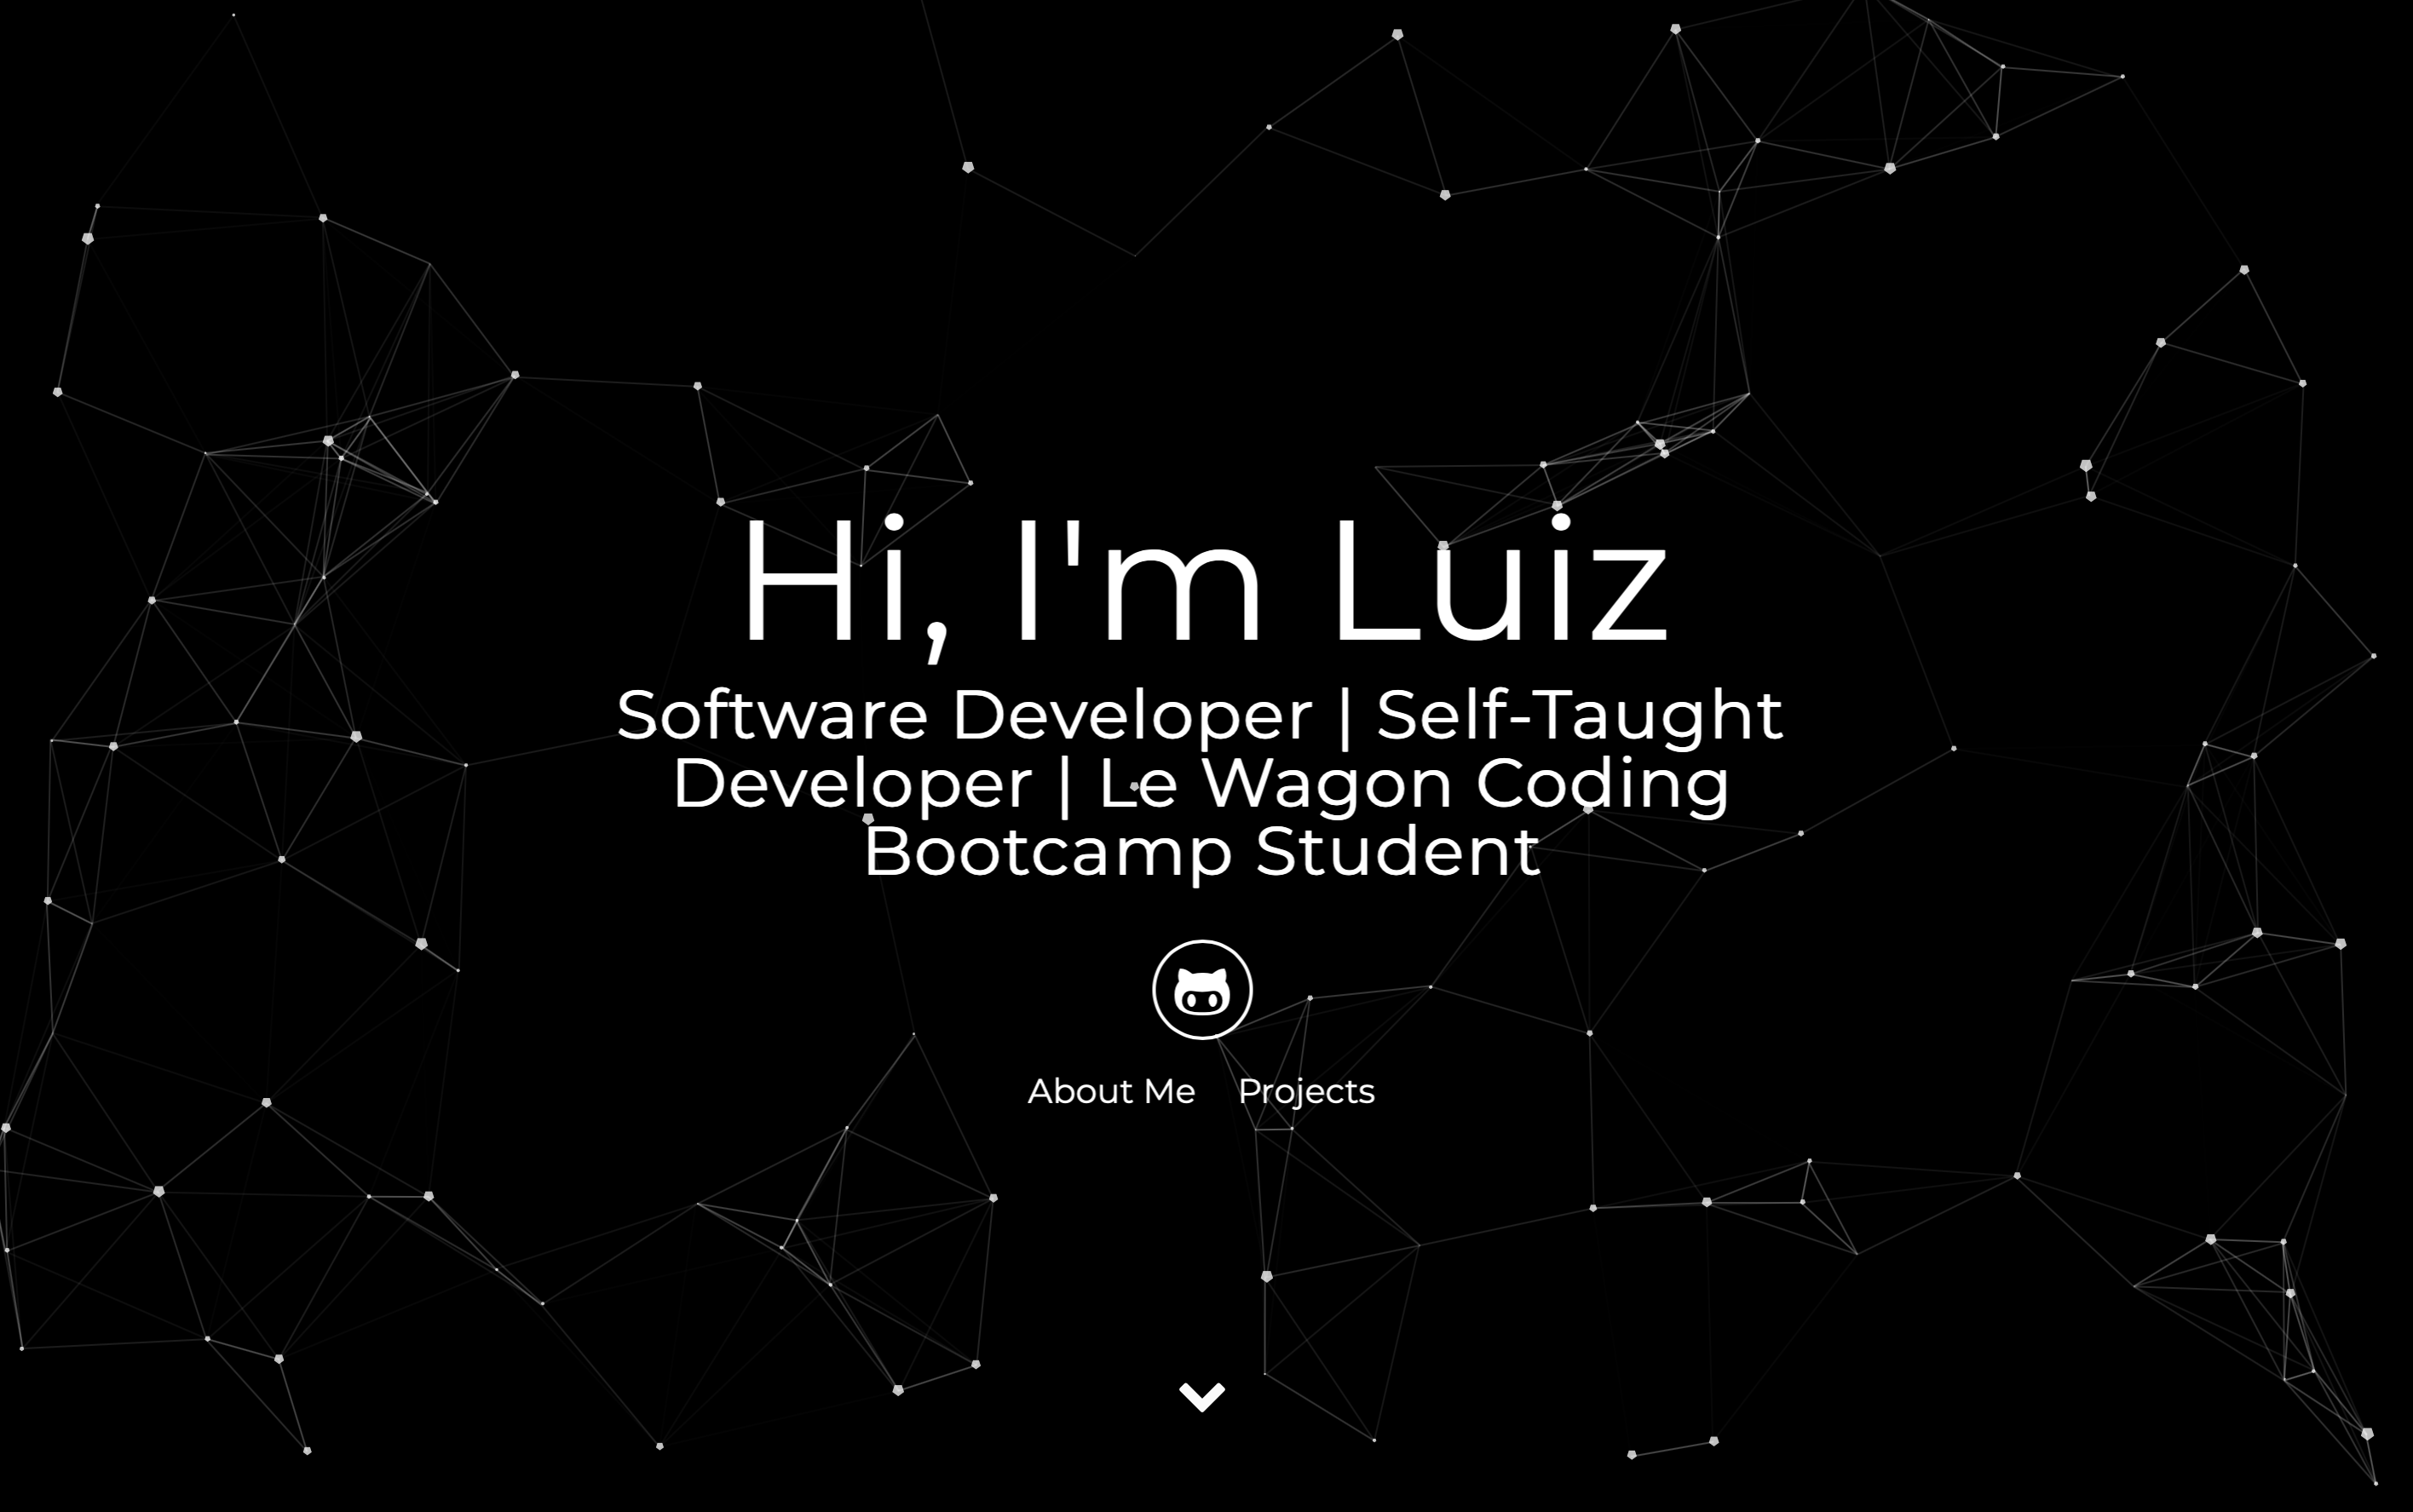 Hi, I'm Luiz
Software Developer | Self-Taught
Developer | Le Wagon Coding
Bootcamp Student
About Me Projects